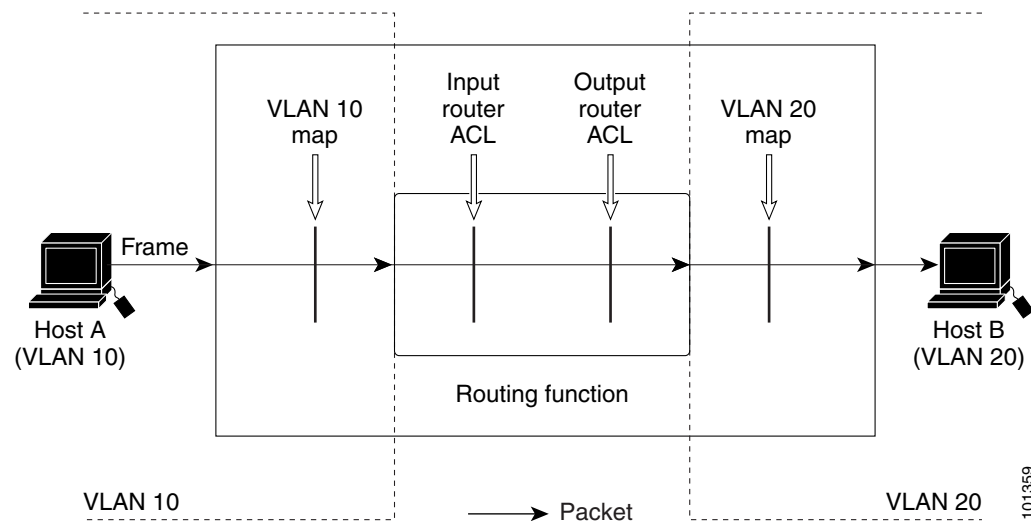 VLAN 10
map
Input
router
ACL
Output
router
ACL
VLAN 20
map
Frame
Host A
(VLAN 10)
Host B
(VLAN 20)
Routing function
VLAN 10
Packet
VLAN 20
101359